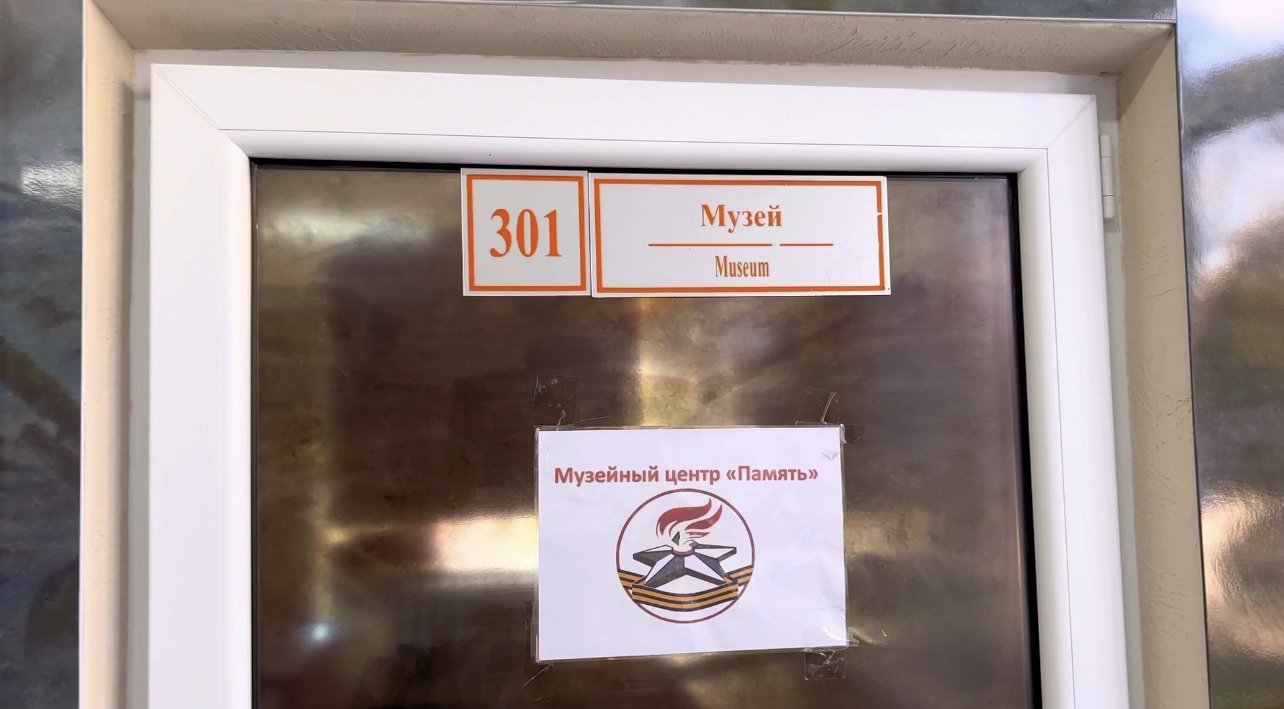 301
Музей
Museum
Музейный центр «Память»